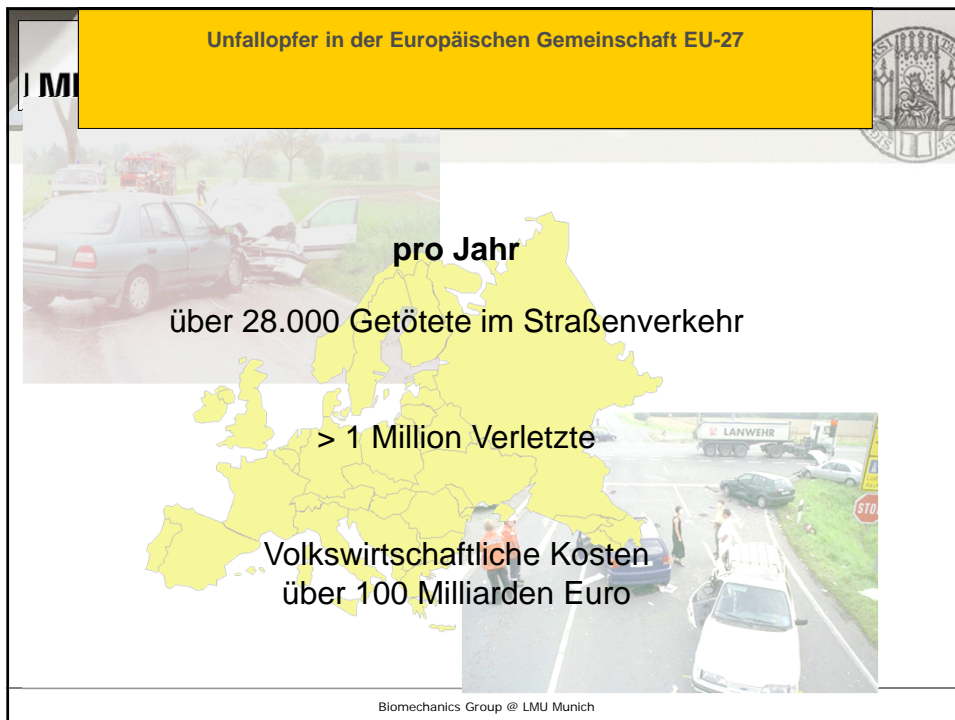 Unfallopfer in der Europäischen Gemeinschaft EU-27
pro Jahr
über 28.000 Getötete im Straßenverkehr
> 1 Million Verletzte
LANWEHR
STO
Volkswirtschaftliche Kosten
über 100 Milliarden Euro
Biomechanics Group @ LMU Munich